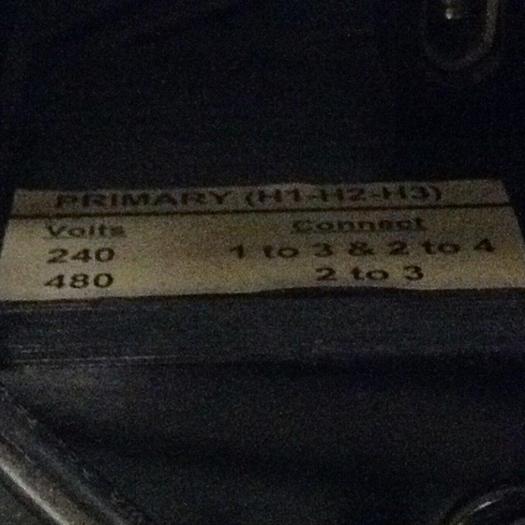 PRIMARY (H1-H2-H3)
Volts Connect
240 1 to 3 & 2 to 4
480 2 to 3